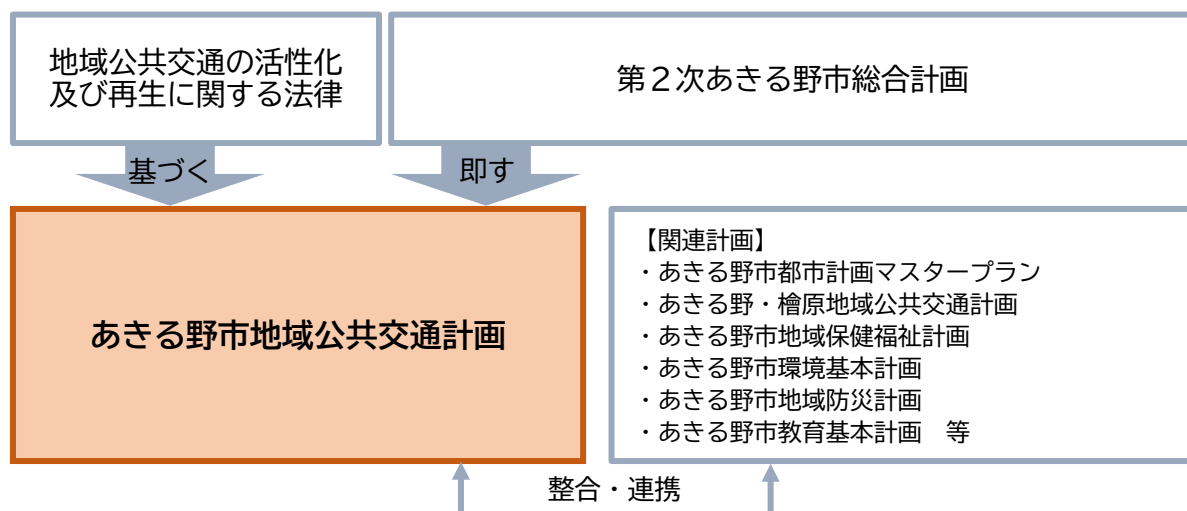 地域公共交通の活性化
及び再生に関する法律
第２次あきる野市総合計画
基づく
即す
あきる野市地域公共交通計画
【関連計画】
・あきる野市都市計画マスタープラン
・あきる野・檜原地域公共交通計画
・あきる野市地域保健福祉計画
・あきる野市環境基本計画
・あきる野市地域防災計画
・あきる野市教育基本計画　等
整合・連携